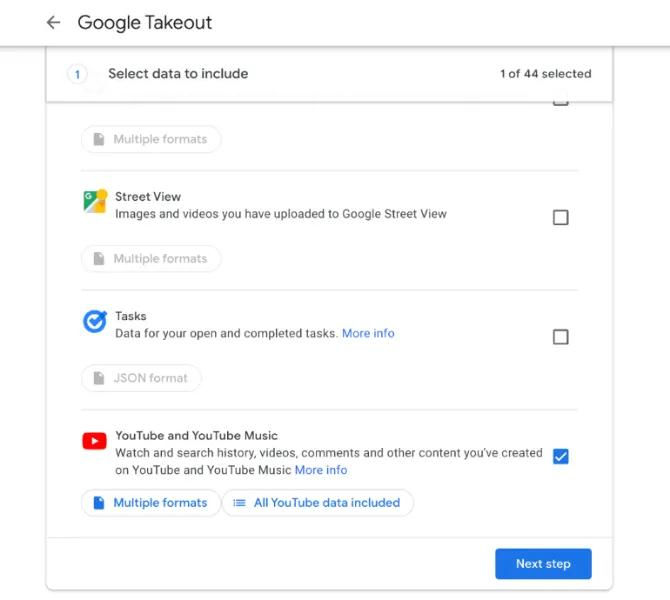 Google Takeout
1 Select data to include 1 of 44 selected
Multiple formats
Street View
Images and videos you have uploaded to Google Street View
Multiple formats
Tasks
Data for your open and completed tasks. More info
JSON format
YouTube and YouTube Music
Watch and search history, videos, comments and other content you've created
on YouTube and YouTube Music More info
Multiple formats All YouTube data included
Next step